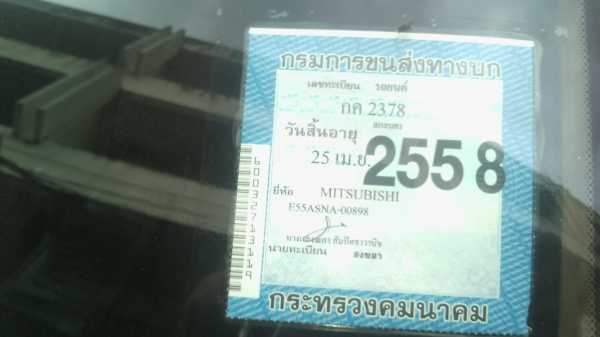 กรมการขนส่งทางบก
เลขทะเบียน รถยนต์
กค 2378
สกลนคร
วันสิ้นอายุ
25 เม.ย. 2558
ยี่ห้อ MITSUBISHI
E55ASNA-00898
นายทะเบียน สงขลา
กระทรวงคมนาคม